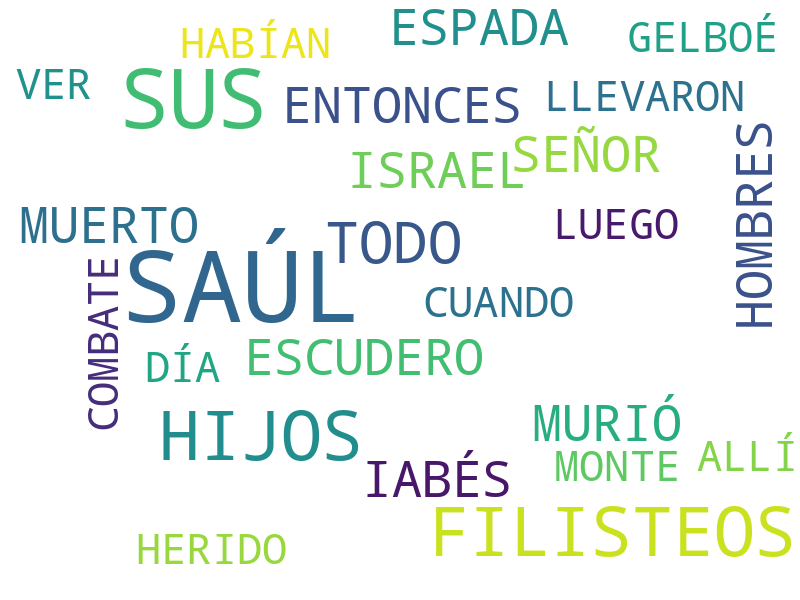 ESPADA
GELBOÉ
HABÍAN
VER
SUS
ENTONCES
LLEVARON
ISRAEL
SEÑOR
HOMBRES
MUERTO
SAÚL
TODO
LUEGO
COMBATE
CUANDO
DÍA
ESCUDERO
HIJOS
MURIÓ
IABÉS
MONTE
ALLÍ
HERIDO
FILISTEOS